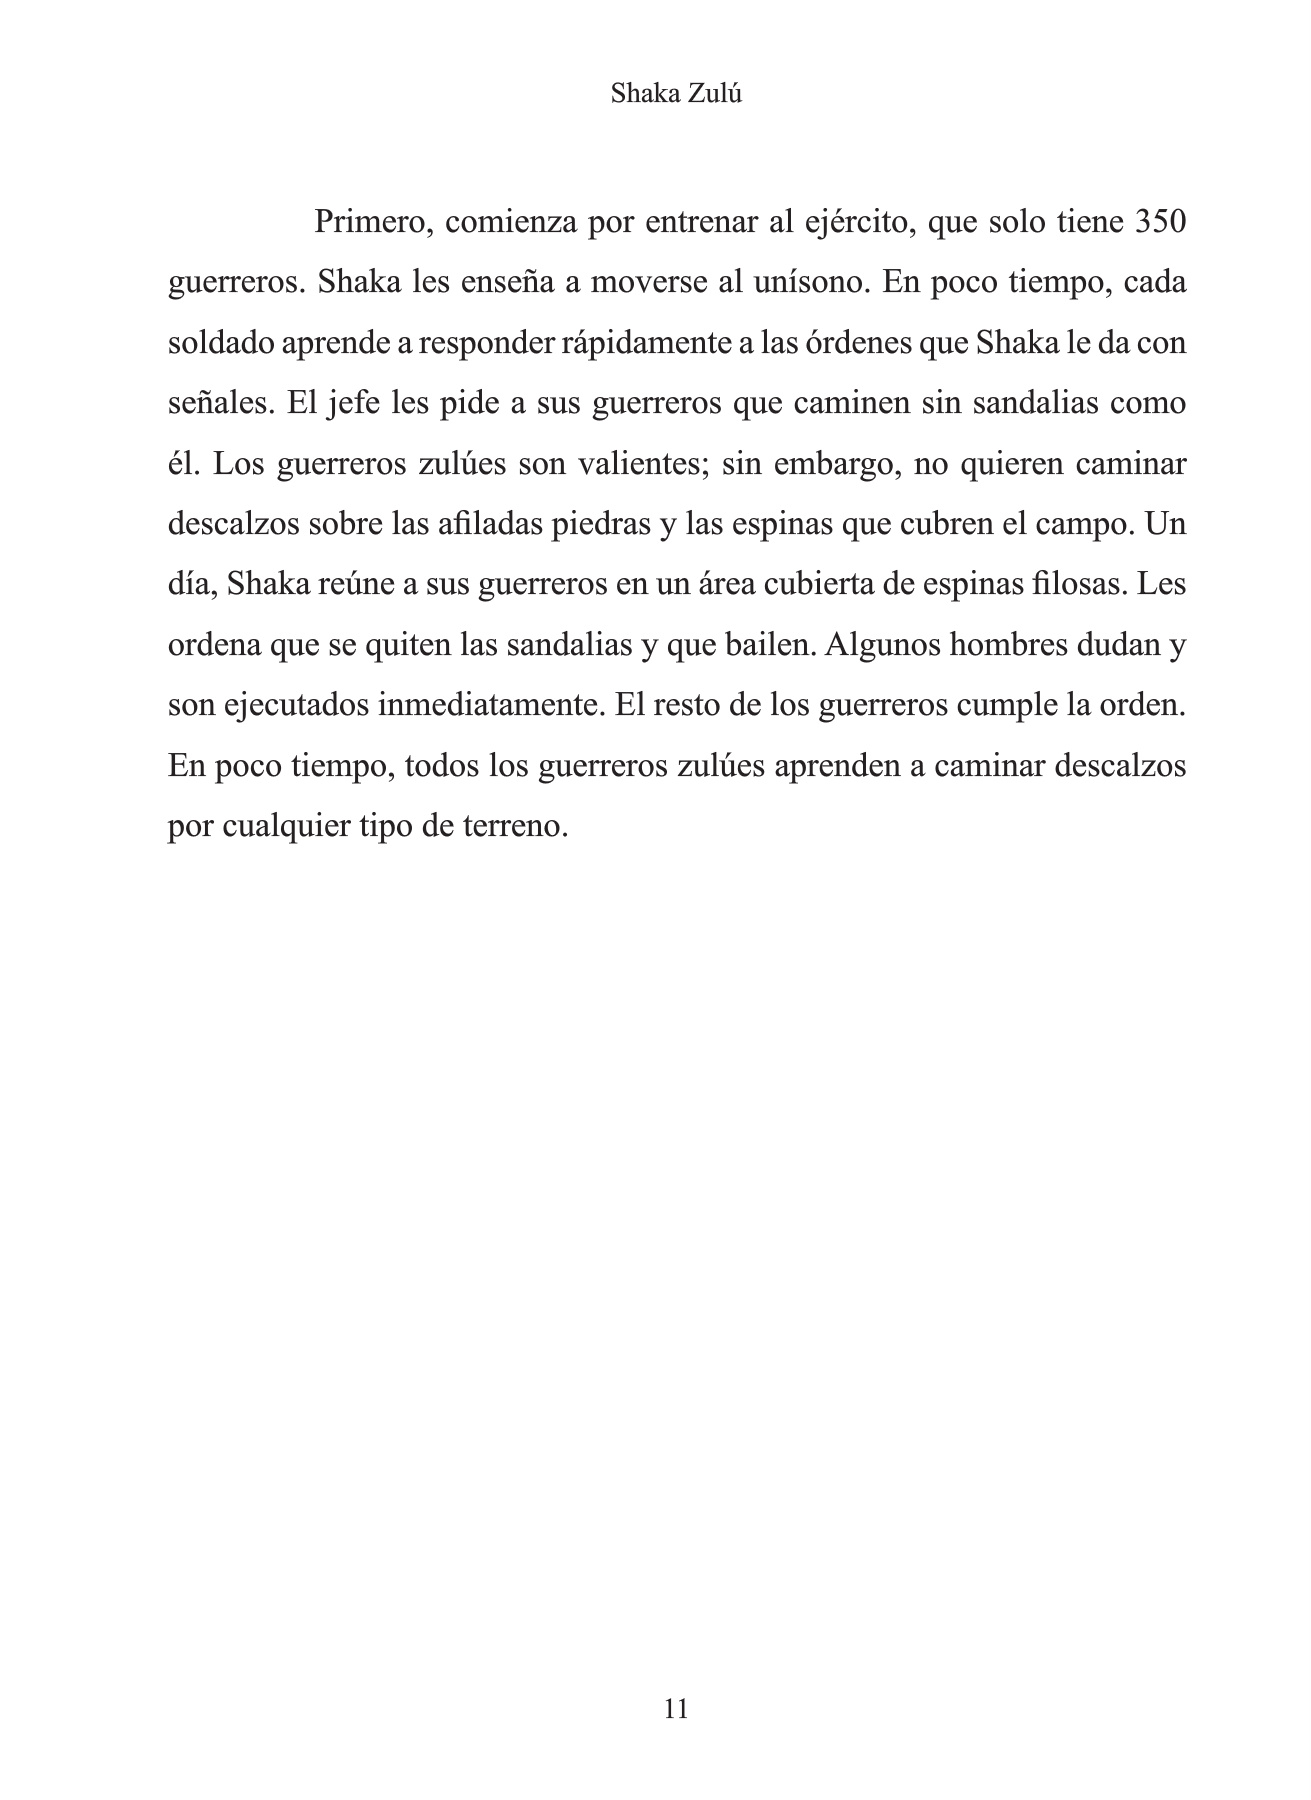 Shaka Zulú
Primero, comienza por entrenar al ejército, que solo tiene 350
guerreros. Shaka les enseña a moverse al unísono. En poco tiempo, cada
soldado aprende a responder rápidamente a las órdenes que Shaka le da con
señales. El jefe les pide a sus guerreros que caminen sin sandalias como
él. Los guerreros zulúes son valientes; sin embargo, no quieren caminar
descalzos sobre las afiladas piedras y las espinas que cubren el campo. Un
día, Shaka reúne a sus guerreros en un área cubierta de espinas filosas. Les
ordena que se quiten las sandalias y que bailen. Algunos hombres dudan y
son ejecutados inmediatamente. El resto de los guerreros cumple la orden.
En poco tiempo, todos los guerreros zulúes aprenden a caminar descalzos
por cualquier tipo de terreno.
11